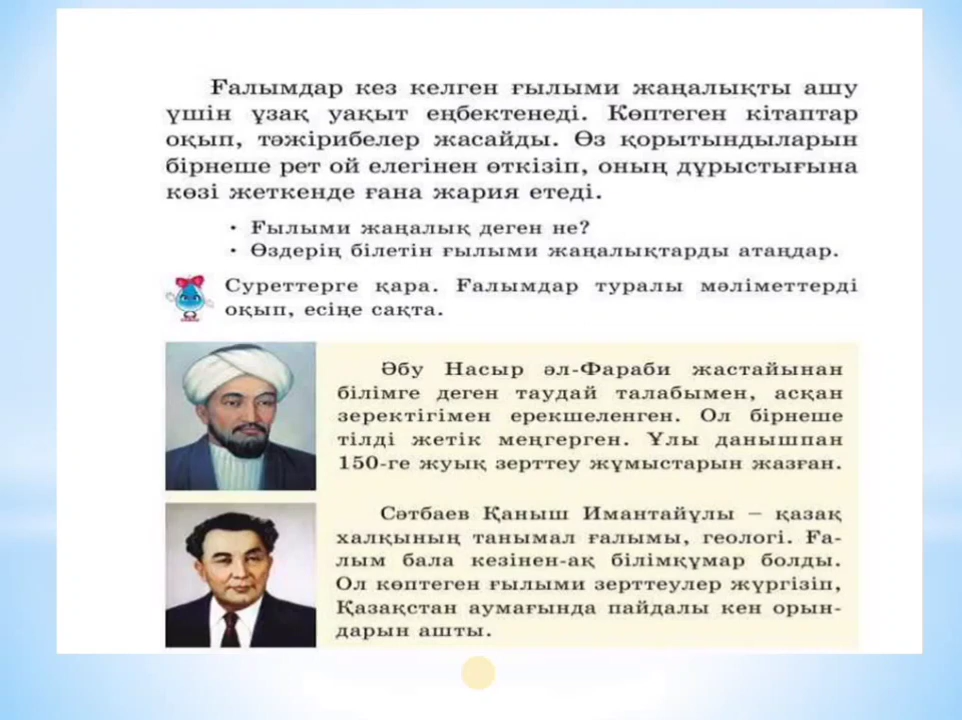 Ғалымдар кез келген ғылыми жаңалықты ашу
үшін ұзақ уақыт еңбектенеді. Көптеген кітаптар
оқып, тәжірибелер жасайды. Өз қорытындыларын
бірнеше рет ой елегінен өткізіп, оның дұрыстығына
көзі жеткенде ғана жария етеді.
• Ғылыми жаңалық деген не?
• Өздерің білетін ғылыми жаңалықтарды атаңдар.
Суреттерге қара. Ғалымдар туралы мәліметтерді
оқып, есіңе сақта.
Әбу Насыр әл-Фараби жастайынан
білімге деген таудай талабымен, асқан
зеректігімен ерекшеленген. Ол бірнеше
тілді жетік меңгерген. Ұлы данышпан
150-ге жуық зерттеу жұмыстарын жазған.
Сәтбаев Қаныш Имантайұлы – қазақ
халқының танымал ғалымы, геологі. Ға-
лым бала кезінен-ақ білімқұмар болды.
Ол көптеген ғылыми зерттеулер жүргізіп,
Қазақстан аумағында пайдалы кен орын-
дарын ашты.